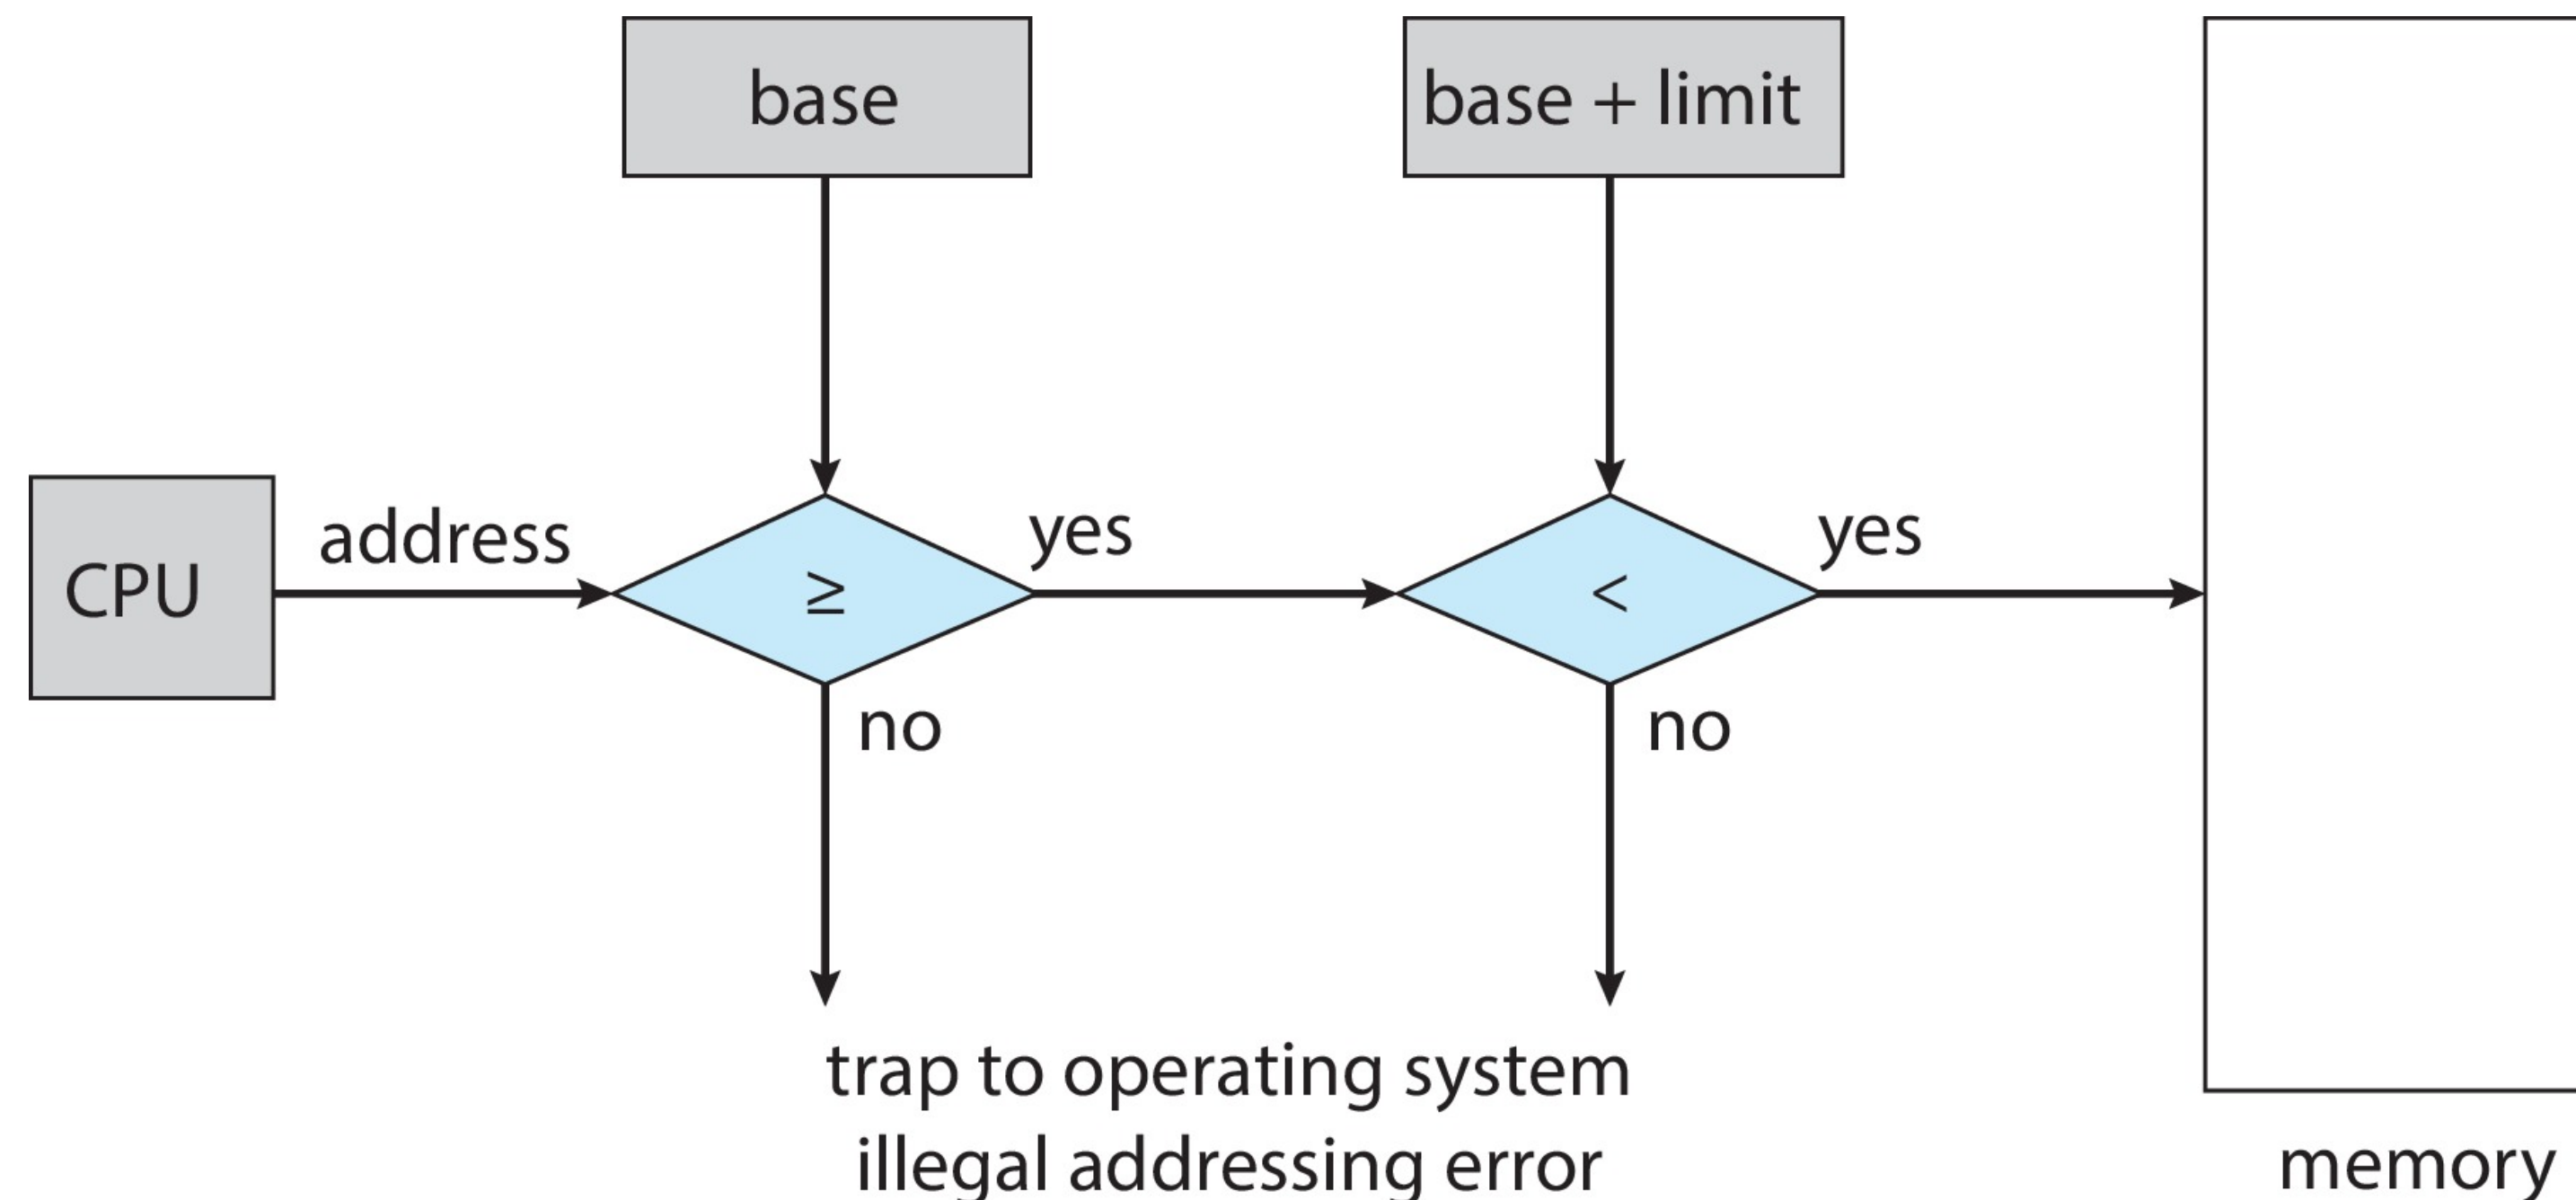 base
base + limit
CPU
address
≥
yes
<
yes
no
no
trap to operating system
illegal addressing error
memory